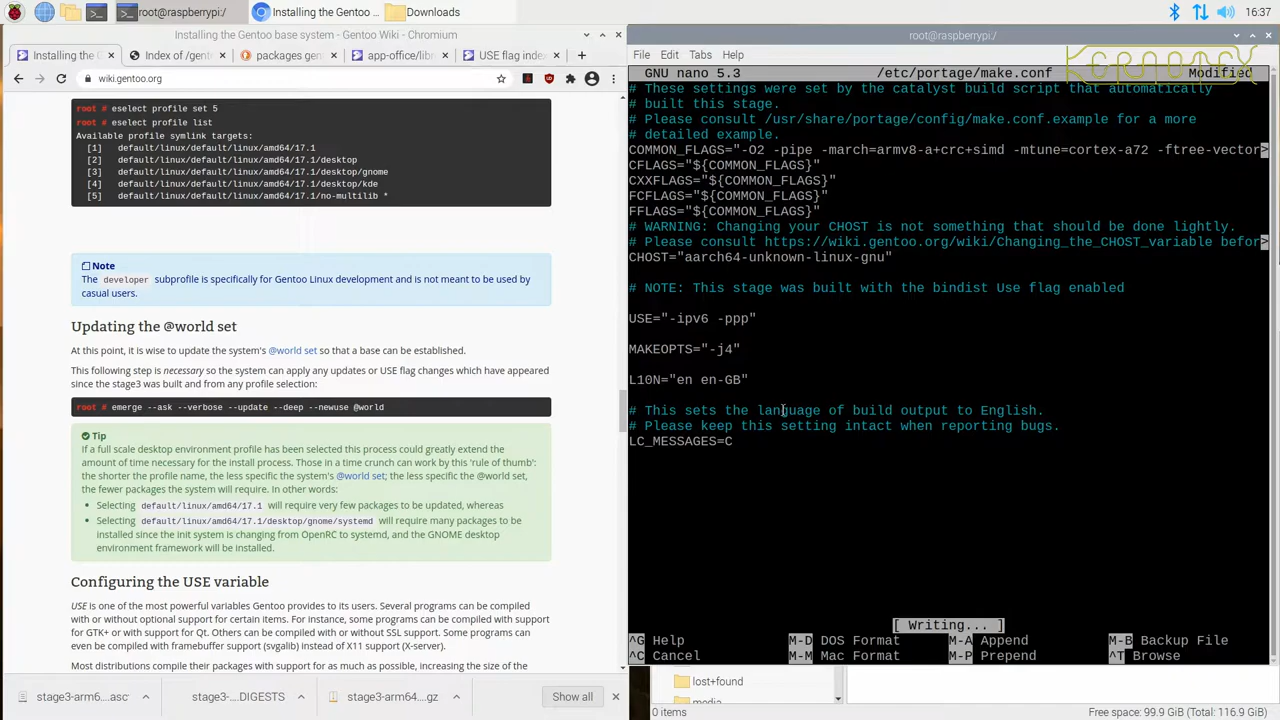 root@raspberrypi:/
Installing the Gentoo ...
Downloads
16:37
Installing the Gentoo base system - Gentoo Wiki - Chromium
Installing the G
Index of /gentoo
packages gen
app-office/lib
USE flag index
wiki.gentoo.org
root # eselect profile set 5
root # eselect profile list
Available profile symlink targets:
[1] default/linux/default/linux/amd64/17.1
[2] default/linux/default/linux/amd64/17.1/desktop
[3] default/linux/default/linux/amd64/17.1/desktop/gnome
[4] default/linux/default/linux/amd64/17.1/desktop/kde
[5] default/linux/default/linux/amd64/17.1/no-multilib *
Note
The developer subprofile is specifically for Gentoo Linux development and is not meant to be used by
casual users.
Updating the @world set
At this point, it is wise to update the system's @world set so that a base can be established.
This following step is necessary so the system can apply any updates or USE flag changes which have appeared
since the stage3 was built and from any profile selection:
root # emerge --ask --verbose --update --deep --newuse @world
Tip
If a full scale desktop environment profile has been selected this process could greatly extend the
amount of time necessary for the install process. Those in a time crunch can work by this 'rule of thumb':
the shorter the profile name, the less specific the system's @world set; the less specific the @world set,
the fewer packages the system will require. In other words:
Selecting default/linux/amd64/17.1 will require very few packages to be updated, whereas
Selecting default/linux/amd64/17.1/desktop/gnome/systemd will require many packages to be
installed since the init system is changing from OpenRC to systemd, and the GNOME desktop
environment framework will be installed.
Configuring the USE variable
USE is one of the most powerful variables Gentoo provides to its users. Several programs can be compiled
with or without optional support for certain items. For instance, some programs can be compiled with support
for GTK+ or with support for Qt. Others can be compiled with or without SSL support. Some programs can
even be compiled with framebuffer support (svgalib) instead of X11 support (X-server).
Most distributions compile their packages with support for as much as possible, increasing the size of the
stage3-arm6....asc
stage3-....DIGESTS
stage3-arm64....gz
Show all
root@raspberrypi:/
File Edit Tabs Help
KERNOTEX
GNU nano 5.3 /etc/portage/make.conf Modified
# These settings were set by the catalyst build script that automatically
# built this stage.
# Please consult /usr/share/portage/config/make.conf.example for a more
# detailed example.
COMMON_FLAGS="-O2 -pipe -march=armv8-a+crc+simd -mtune=cortex-a72 -ftree-vector>
CFLAGS="${COMMON_FLAGS}"
CXXFLAGS="${COMMON_FLAGS}"
FCFLAGS="${COMMON_FLAGS}"
FFLAGS="${COMMON_FLAGS}"
# WARNING: Changing your CHOST is not something that should be done lightly.
# Please consult https://wiki.gentoo.org/wiki/Changing_the_CHOST_variable befor>
CHOST="aarch64-unknown-linux-gnu"
# NOTE: This stage was built with the bindist Use flag enabled
USE="-ipv6 -ppp"
MAKEOPTS="-j4"
L10N="en en-GB"
# This sets the language of build output to English.
# Please keep this setting intact when reporting bugs.
LC_MESSAGES=C
[ Writing... ]
^G Help M-D DOS Format M-A Append M-B Backup File
^C Cancel M-M Mac Format M-P Prepend ^T Browse
lost+found
media
0 items
Free space: 99.9 GiB (Total: 116.9 GiB)